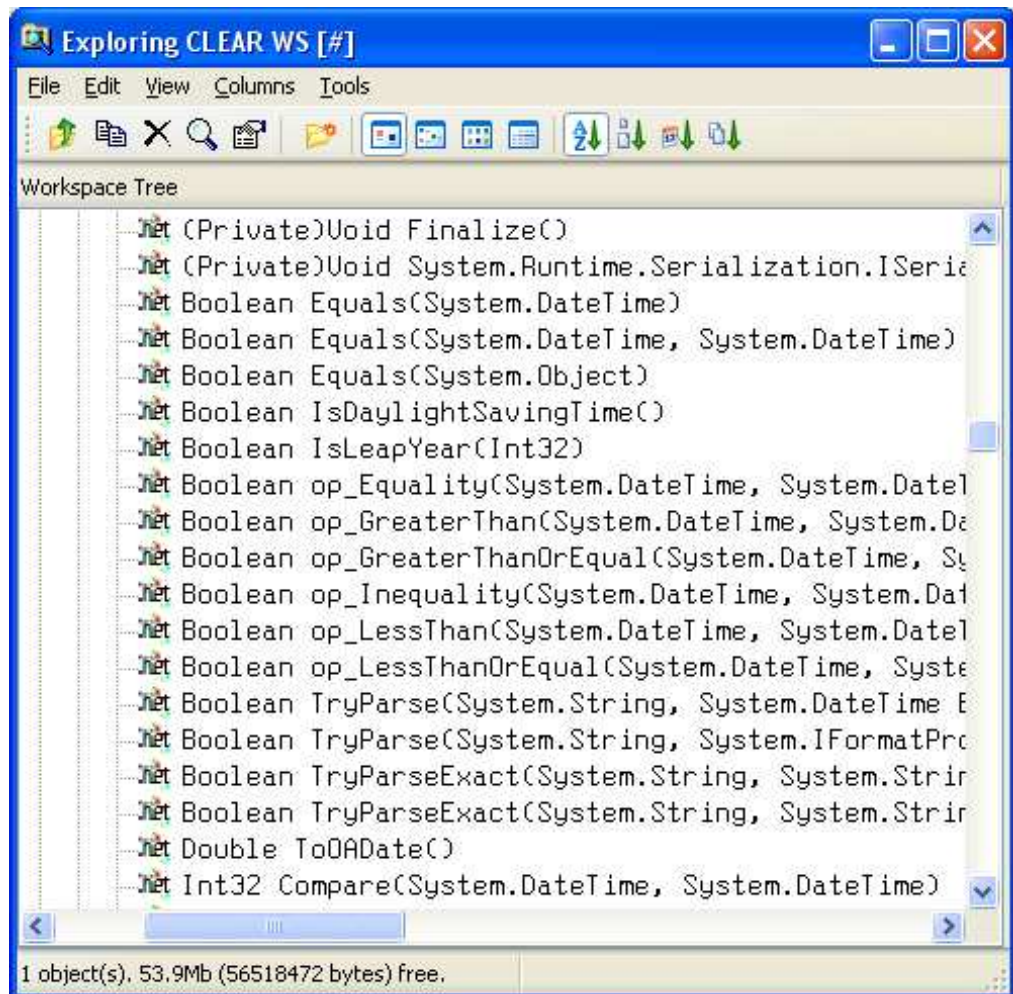 Exploring CLEAR WS [#]
File Edit View Columns Tools
Workspace Tree
.net (Private)Void Finalize()
.net (Private)Void System.Runtime.Serialization.ISeria
.net Boolean Equals(System.DateTime)
.net Boolean Equals(System.DateTime, System.DateTime)
.net Boolean Equals(System.Object)
.net Boolean IsDaylightSavingTime()
.net Boolean IsLeapYear(Int32)
.net Boolean op_Equality(System.DateTime, System.DateT
.net Boolean op_GreaterThan(System.DateTime, System.Da
.net Boolean op_GreaterThanOrEqual(System.DateTime, Sy
.net Boolean op_Inequality(System.DateTime, System.Dat
.net Boolean op_LessThan(System.DateTime, System.DateT
.net Boolean op_LessThanOrEqual(System.DateTime, Syste
.net Boolean TryParse(System.String, System.DateTime B
.net Boolean TryParse(System.String, System.IFormatPro
.net Boolean TryParseExact(System.String, System.Strin
.net Boolean TryParseExact(System.String, System.Strin
.net Double ToOADate()
.net Int32 Compare(System.DateTime, System.DateTime)
1 object(s). 53.9Mb (56518472 bytes) free.